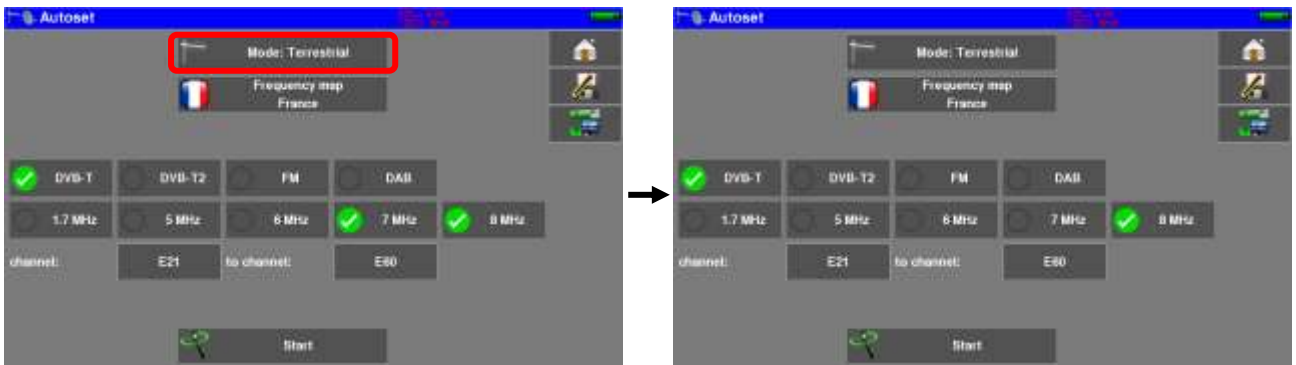 Autoset
Mode: Terrestrial
Frequency map
France
DVB-T DVB-T2 FM DAB
1.7 MHz 5 MHz 6 MHz 7 MHz 8 MHz
channel: E21 to channel: E60
Start
Autoset
Mode: Terrestrial
Frequency map
France
DVB-T DVB-T2 FM DAB
1.7 MHz 5 MHz 6 MHz 7 MHz 8 MHz
channel: E21 to channel: E60
Start